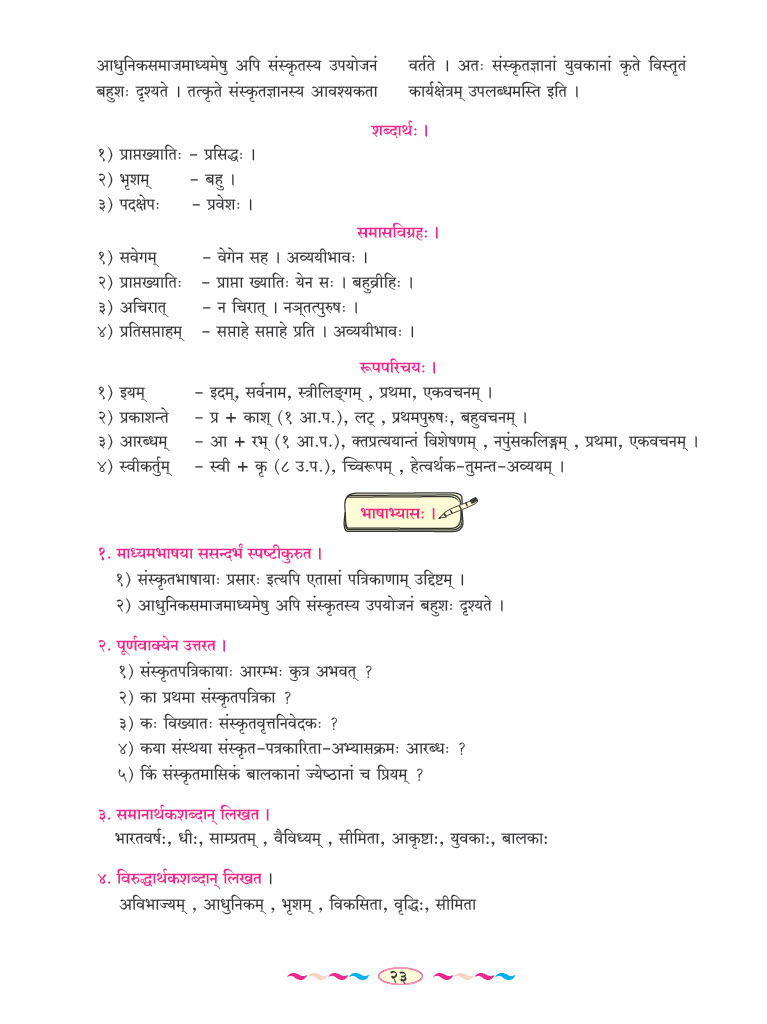 आधुनिकसमाजमाध्यमेषु अपि संस्कृतस्य उपयोजनं
बहुशः दृश्यते । तत्कृते संस्कृतज्ञानस्य आवश्यकता
वर्तते । अतः संस्कृतज्ञानां युवकानां कृते विस्तृतं
कार्यक्षेत्रम् उपलब्धमस्ति इति ।
शब्दार्थः ।
१) प्राप्तख्यातिः – प्रसिद्धः ।
२) भृशम् – बहु ।
३) पदक्षेपः – प्रवेशः ।
समासविग्रहः ।
१) सवेगम् – वेगेन सह । अव्ययीभावः ।
२) प्राप्तख्यातिः – प्राप्ता ख्यातिः येन सः । बहुव्रीहिः ।
३) अचिरात् – न चिरात् । नञ्तत्पुरुषः ।
४) प्रतिसप्ताहम् – सप्ताहे सप्ताहे प्रति । अव्ययीभावः ।
रूपपरिचयः ।
१) इयम् – इदम्, सर्वनाम, स्त्रीलिङ्गम् , प्रथमा, एकवचनम् ।
२) प्रकाशन्ते – प्र + काश् (१ आ.प.), लट् , प्रथमपुरुषः, बहुवचनम् ।
३) आरब्धम् – आ + रभ् (१ आ.प.), क्तप्रत्ययान्तं विशेषणम् , नपुंसकलिङ्गम् , प्रथमा, एकवचनम् ।
४) स्वीकर्तुम् – स्वी + कृ (८ उ.प.), च्विरूपम् , हेत्वर्थक-तुमन्त-अव्ययम् ।
भाषाभ्यासः ।
१. माध्यमभाषया ससन्दर्भं स्पष्टीकुरुत ।
१) संस्कृतभाषायाः प्रसारः इत्यपि एतासां पत्रिकाणाम् उद्दिष्टम् ।
२) आधुनिकसमाजमाध्यमेषु अपि संस्कृतस्य उपयोजनं बहुशः दृश्यते ।
२. पूर्णवाक्येन उत्तरत ।
१) संस्कृतपत्रिकायाः आरम्भः कुत्र अभवत् ?
२) का प्रथमा संस्कृतपत्रिका ?
३) कः विख्यातः संस्कृतवृत्तनिवेदकः ?
४) कया संस्थया संस्कृत-पत्रकारिता-अभ्यासक्रमः आरब्धः ?
५) किं संस्कृतमासिकं बालकानां ज्येष्ठानां च प्रियम् ?
३. समानार्थकशब्दान् लिखत ।
भारतवर्षः, धीः, साम्प्रतम् , वैविध्यम् , सीमिता, आकृष्टाः, युवकाः, बालकाः
४. विरुद्धार्थकशब्दान् लिखत ।
अविभाज्यम् , आधुनिकम् , भृशम् , विकसिता, वृद्धिः, सीमिता
२३